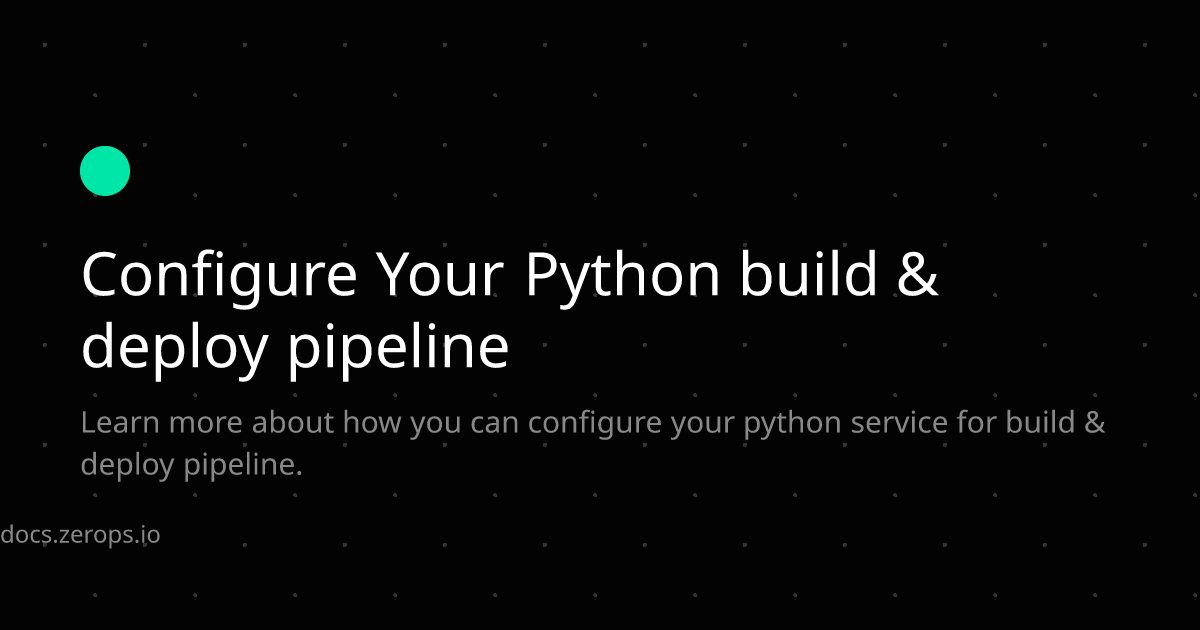 Configure Your Python build &
deploy pipeline
Learn more about how you can configure your python service for build &
deploy pipeline.
docs.zerops.io